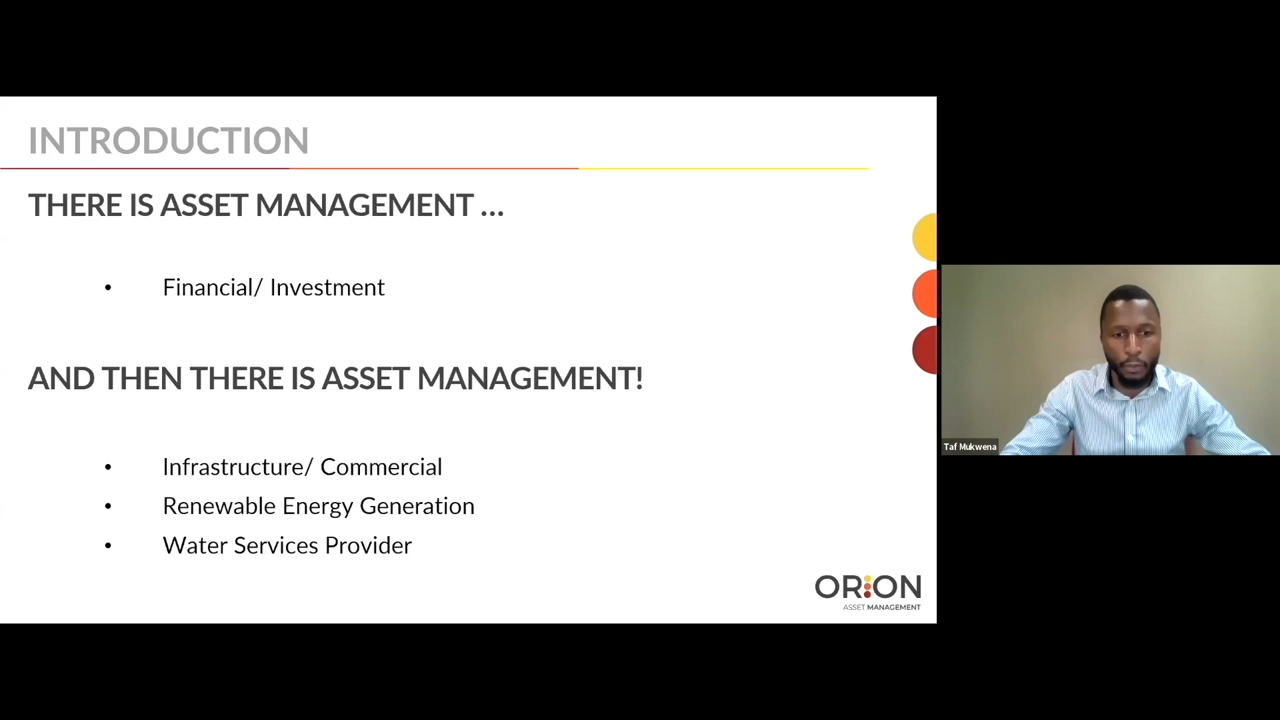 INTRODUCTION
THERE IS ASSET MANAGEMENT ...
• Financial/ Investment
AND THEN THERE IS ASSET MANAGEMENT!
• Infrastructure/ Commercial
• Renewable Energy Generation
• Water Services Provider
ORION
ASSET MANAGEMENT
Taf Mukwena